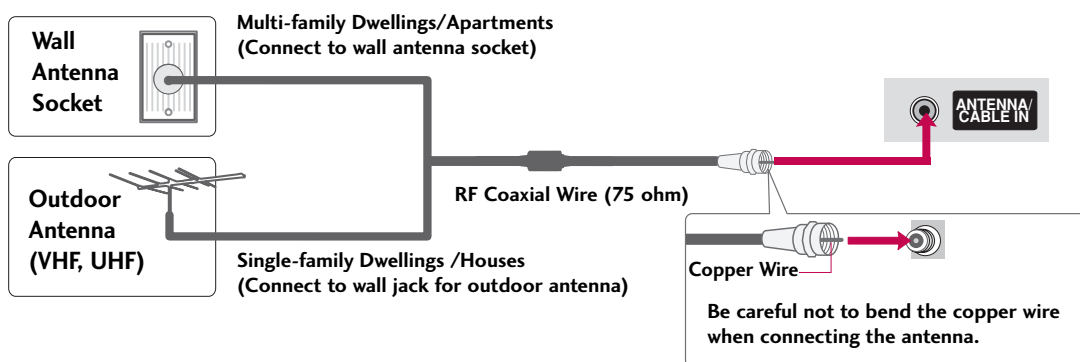 Wall
Antenna
Socket
Multi-family Dwellings/Apartments
(Connect to wall antenna socket)
Outdoor
Antenna
(VHF, UHF)
Single-family Dwellings /Houses
(Connect to wall jack for outdoor antenna)
RF Coaxial Wire (75 ohm)
ANTENNA/
CABLE IN
Copper Wire
Be careful not to bend the copper wire
when connecting the antenna.